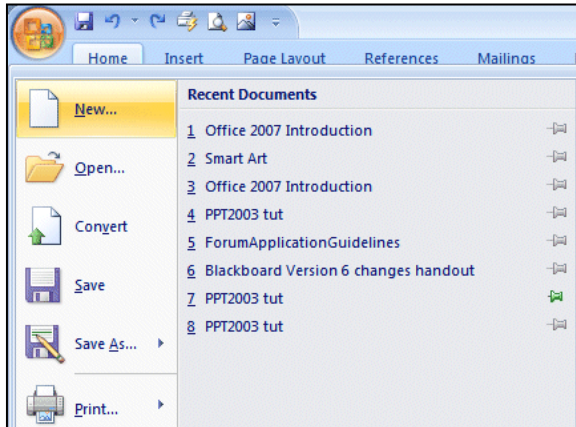 Home Insert Page Layout References Mailings
New...
Open...
Convert
Save
Save As...
Print...
Recent Documents
1 Office 2007 Introduction
2 Smart Art
3 Office 2007 Introduction
4 PPT2003 tut
5 ForumApplicationGuidelines
6 Blackboard Version 6 changes handout
7 PPT2003 tut
8 PPT2003 tut